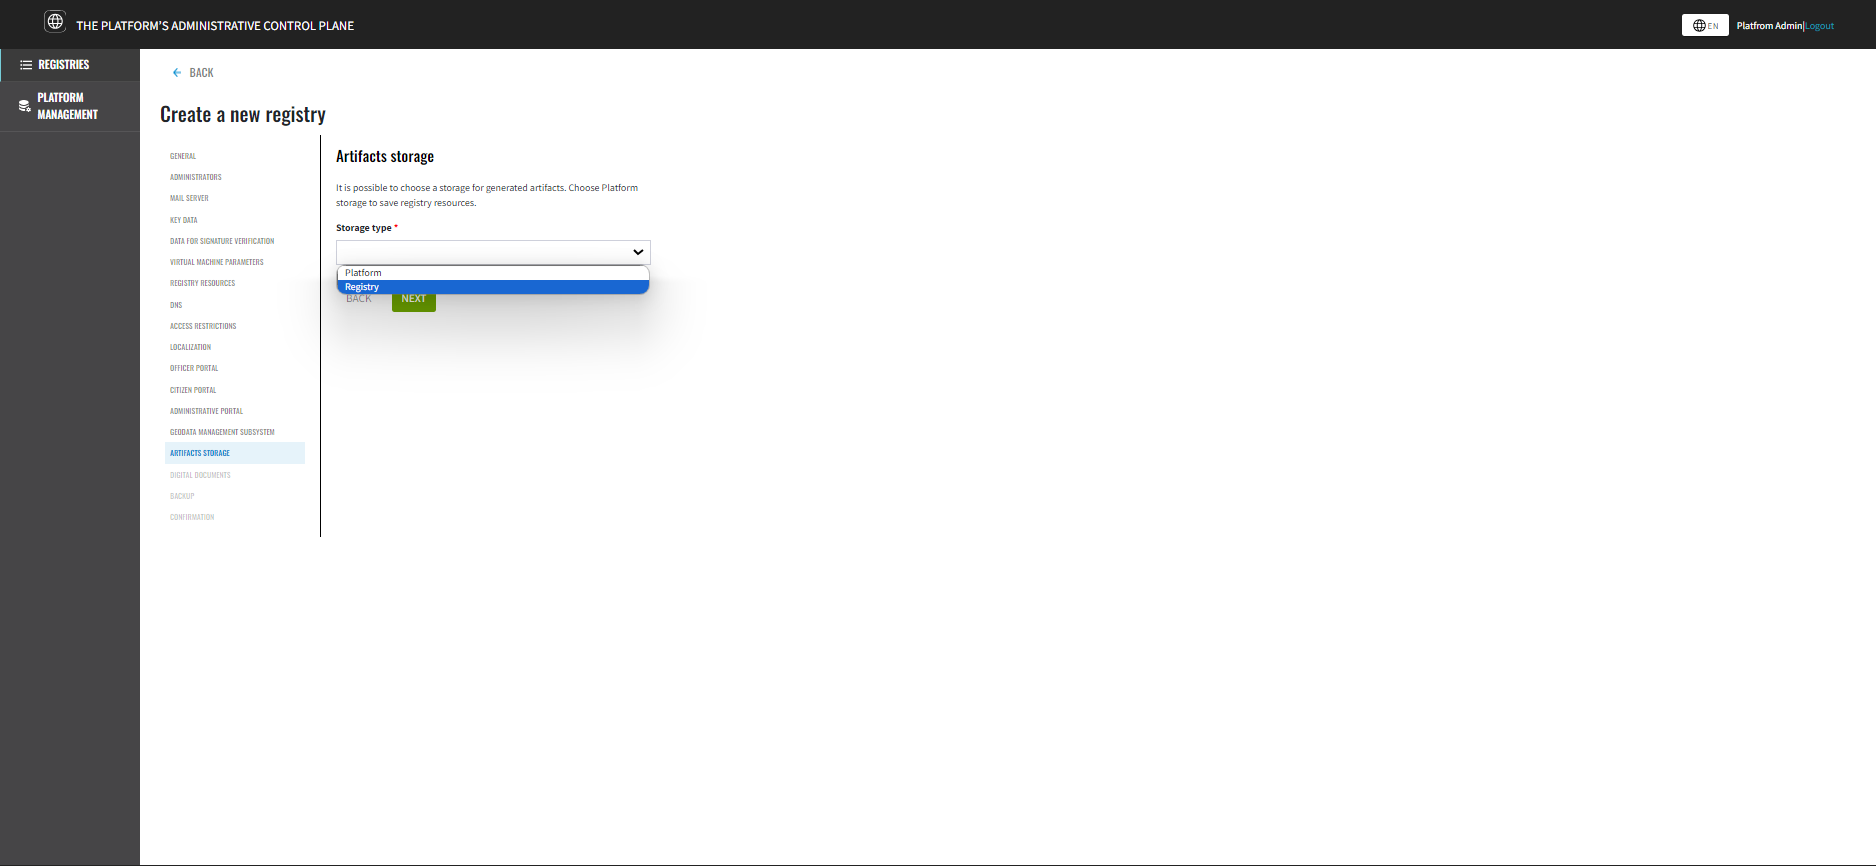 THE PLATFORM'S ADMINISTRATIVE CONTROL PLANE
EN
Platfrom Admin|Logout
REGISTRIES
PLATFORM
MANAGEMENT
BACK
Create a new registry
GENERAL
ADMINISTRATORS
MAIL SERVER
KEY DATA
DATA FOR SIGNATURE VERIFICATION
VIRTUAL MACHINE PARAMETERS
REGISTRY RESOURCES
DNS
ACCESS RESTRICTIONS
LOCALIZATION
OFFICER PORTAL
CITIZEN PORTAL
ADMINISTRATIVE PORTAL
GEODATA MANAGEMENT SUBSYSTEM
ARTIFACTS STORAGE
DIGITAL DOCUMENTS
BACKUP
CONFIRMATION
Artifacts storage
It is possible to choose a storage for generated artifacts. Choose Platform
storage to save registry resources.
Storage type *
Platform
Registry
BACK
NEXT